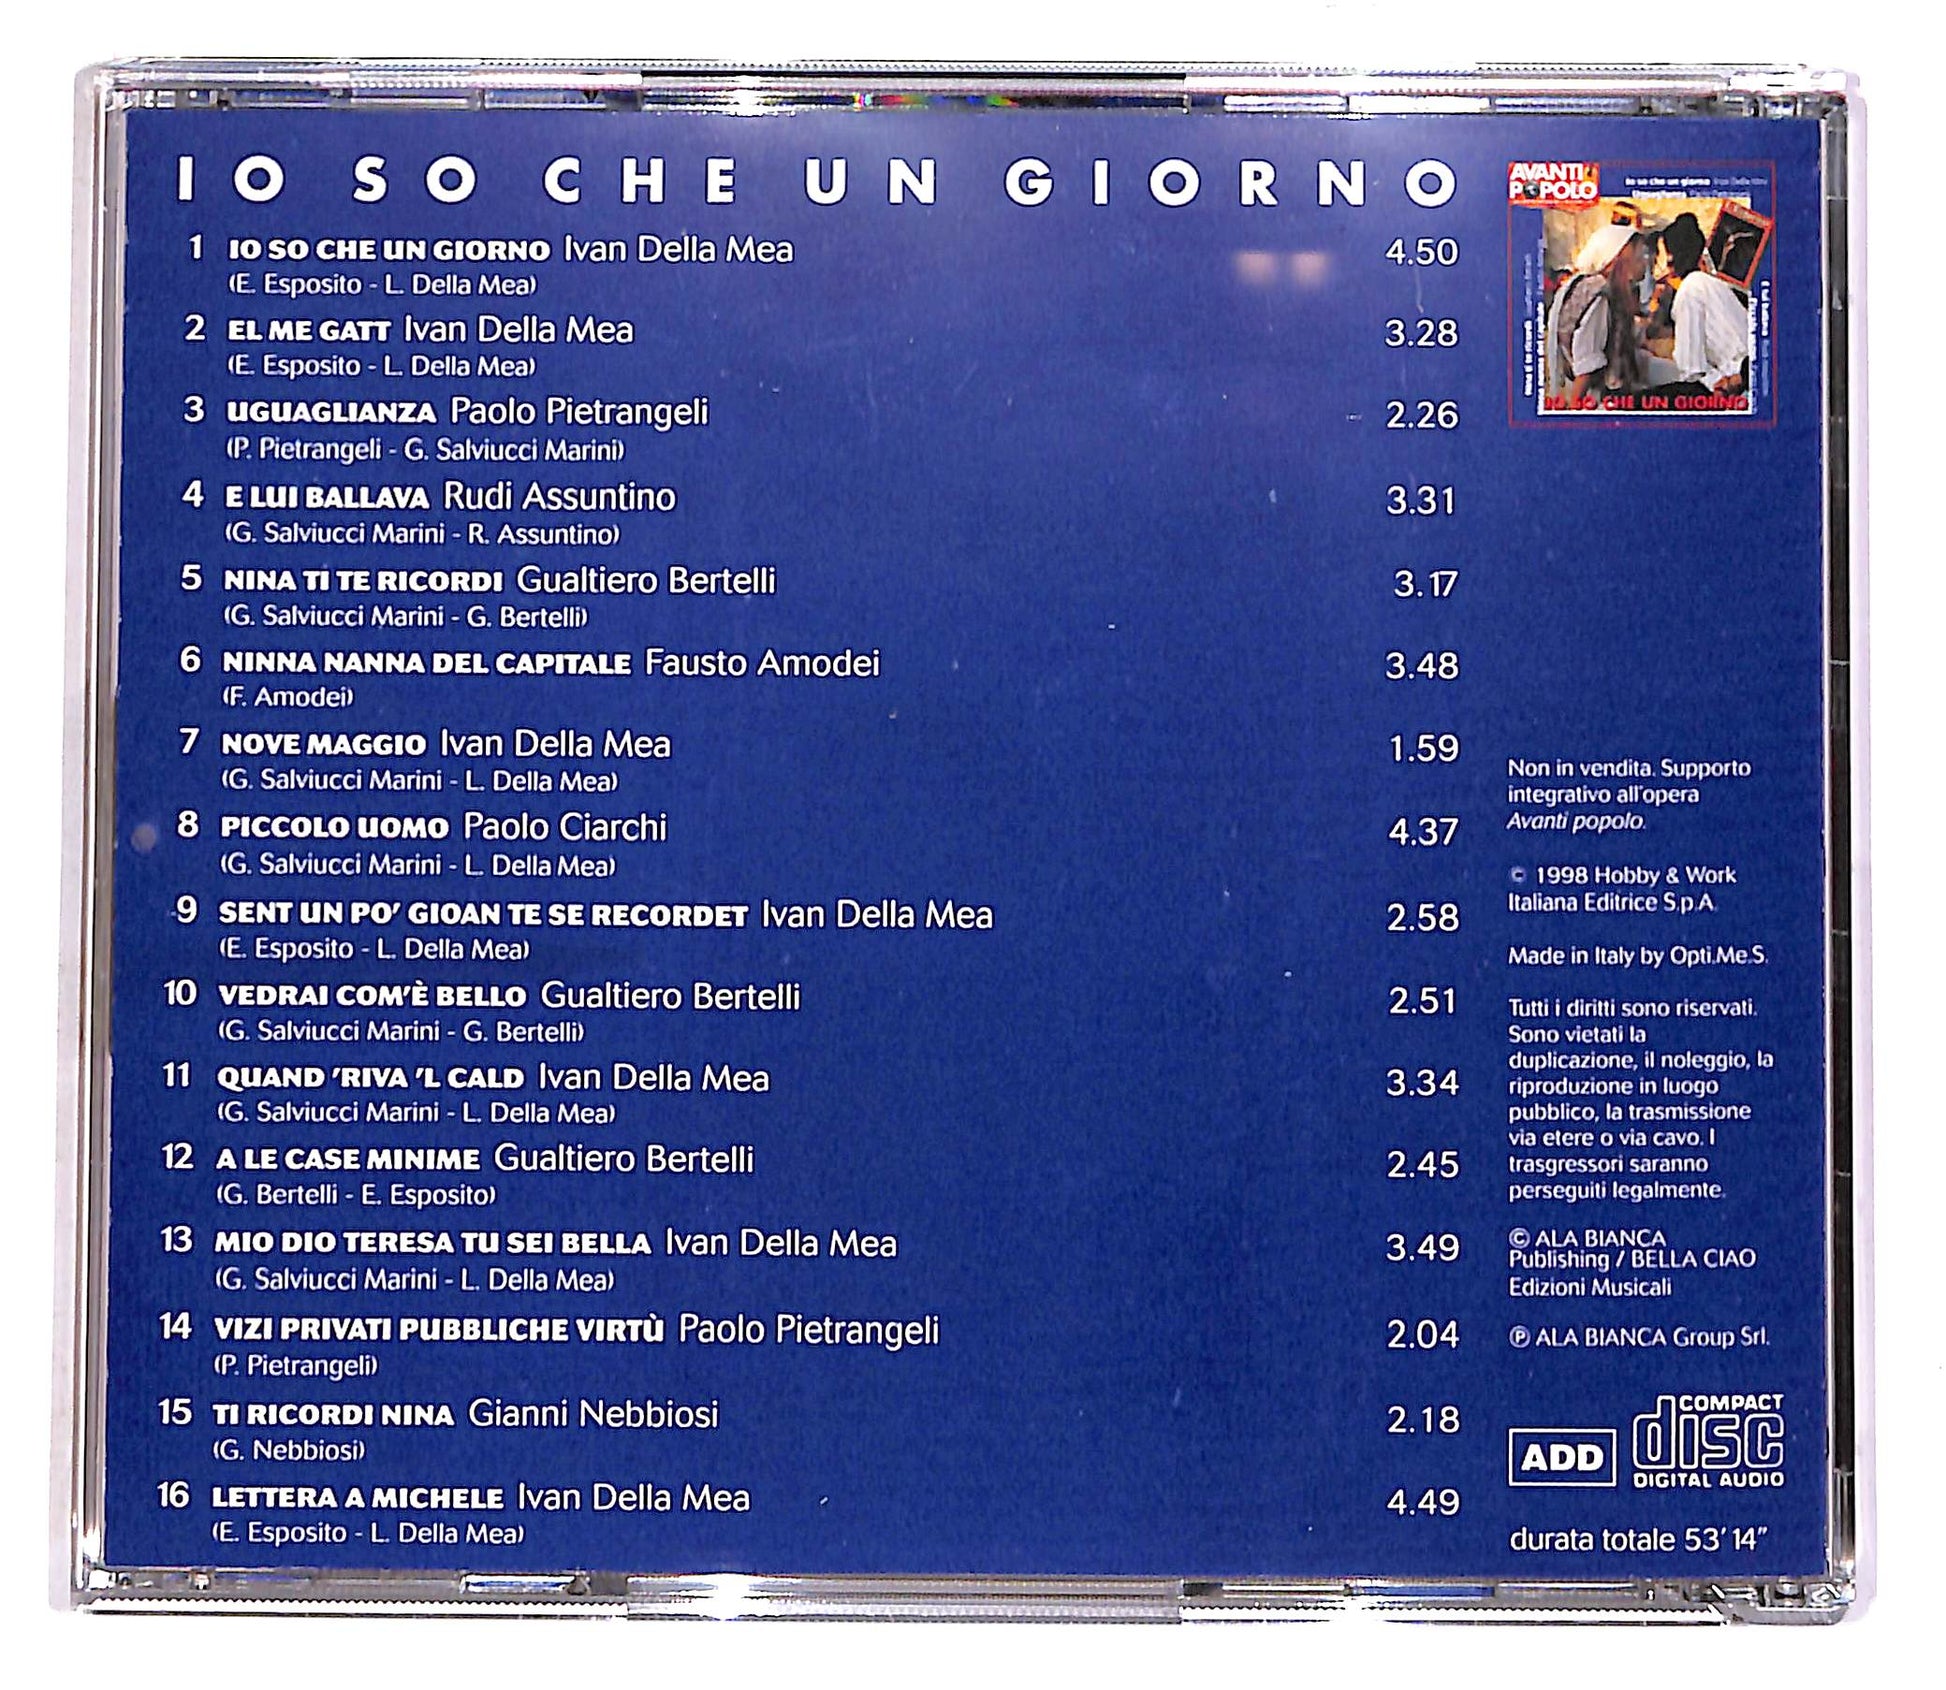 IO SO CHE UN GIORNO
1 IO SO CHE UN GIORNO Ivan Della Mea 4.50
(E. Esposito - L. Della Mea)
2 EL ME GATT Ivan Della Mea 3.28
(E. Esposito - L. Della Mea)
3 UGUAGLIANZA Paolo Pietrangeli 2.26
(P. Pietrangeli - G. Salviucci Marini)
4 E LUI BALLAVA Rudi Assuntino 3.31
(G. Salviucci Marini - R. Assuntino)
5 NINA TI TE RICORDI Gualtiero Bertelli 3.17
(G. Salviucci Marini - G. Bertelli)
6 NINNA NANNA DEL CAPITALE Fausto Amodei 3.48
(F. Amodei)
7 NOVE MAGGIO Ivan Della Mea 1.59
(G. Salviucci Marini - L. Della Mea)
8 PICCOLO UOMO Paolo Ciarchi 4.37
(G. Salviucci Marini - L. Della Mea)
9 SENT UN PO' GIOAN TE SE RECORDET Ivan Della Mea 2.58
(E. Esposito - L. Della Mea)
10 VEDRAI COM'È BELLO Gualtiero Bertelli 2.51
(G. Salviucci Marini - G. Bertelli)
11 QUAND 'RIVA 'L CALD Ivan Della Mea 3.34
(G. Salviucci Marini - L. Della Mea)
12 A LE CASE MINIME Gualtiero Bertelli 2.45
(G. Bertelli - E. Esposito)
13 MIO DIO TERESA TU SEI BELLA Ivan Della Mea 3.49
(G. Salviucci Marini - L. Della Mea)
14 VIZI PRIVATI PUBBLICHE VIRTÙ Paolo Pietrangeli 2.04
(P. Pietrangeli)
15 TI RICORDI NINA Gianni Nebbiosi 2.18
(G. Nebbiosi)
16 LETTERA A MICHELE Ivan Della Mea 4.49
(E. Esposito - L. Della Mea)
AVANTI
POPOLO
Io so che un giorno
IO SO CHE UN GIORNO
Non in vendita. Supporto
integrativo all'opera
Avanti popolo.
© 1998 Hobby & Work
Italiana Editrice S.p.A.
Made in Italy by Opti.Me.S.
Tutti i diritti sono riservati.
Sono vietati la
duplicazione, il noleggio, la
riproduzione in luogo
pubblico, la trasmissione
via etere o via cavo. I
trasgressori saranno
perseguiti legalmente.
© ALA BIANCA
Publishing / BELLA CIAO
Edizioni Musicali
℗ ALA BIANCA Group Srl.
ADD
COMPACT
disc
DIGITAL AUDIO
durata totale 53'14"